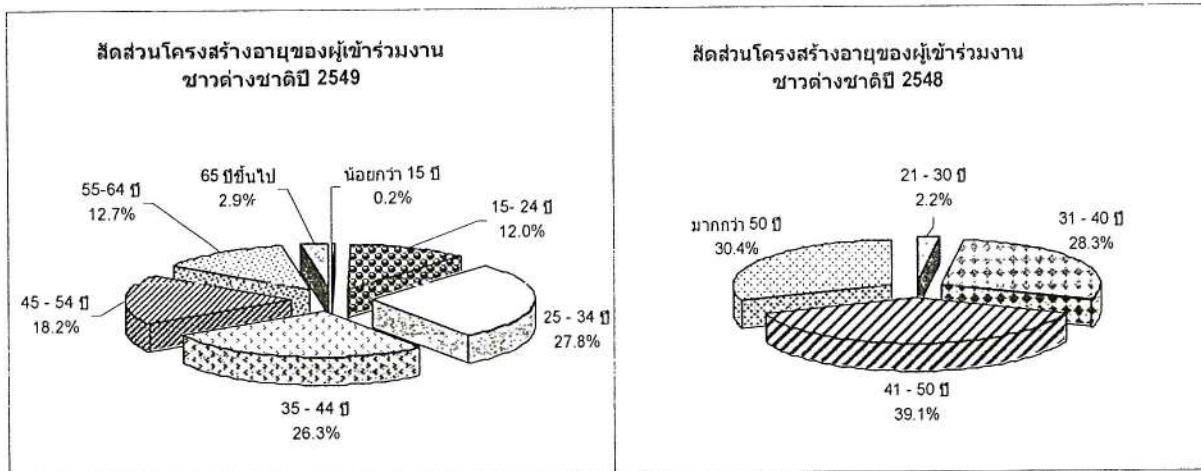 สัดส่วนโครงสร้างอายุของผู้เข้าร่วมงาน
ชาวต่างชาติปี 2549
65 ปีขึ้นไป
2.9%
น้อยกว่า 15 ปี
0.2%
55-64 ปี
12.7%
15- 24 ปี
12.0%
45 - 54 ปี
18.2%
25 - 34 ปี
27.8%
35 - 44 ปี
26.3%
สัดส่วนโครงสร้างอายุของผู้เข้าร่วมงาน
ชาวต่างชาติปี 2548
21 - 30 ปี
2.2%
มากกว่า 50 ปี
30.4%
31 - 40 ปี
28.3%
41 - 50 ปี
39.1%